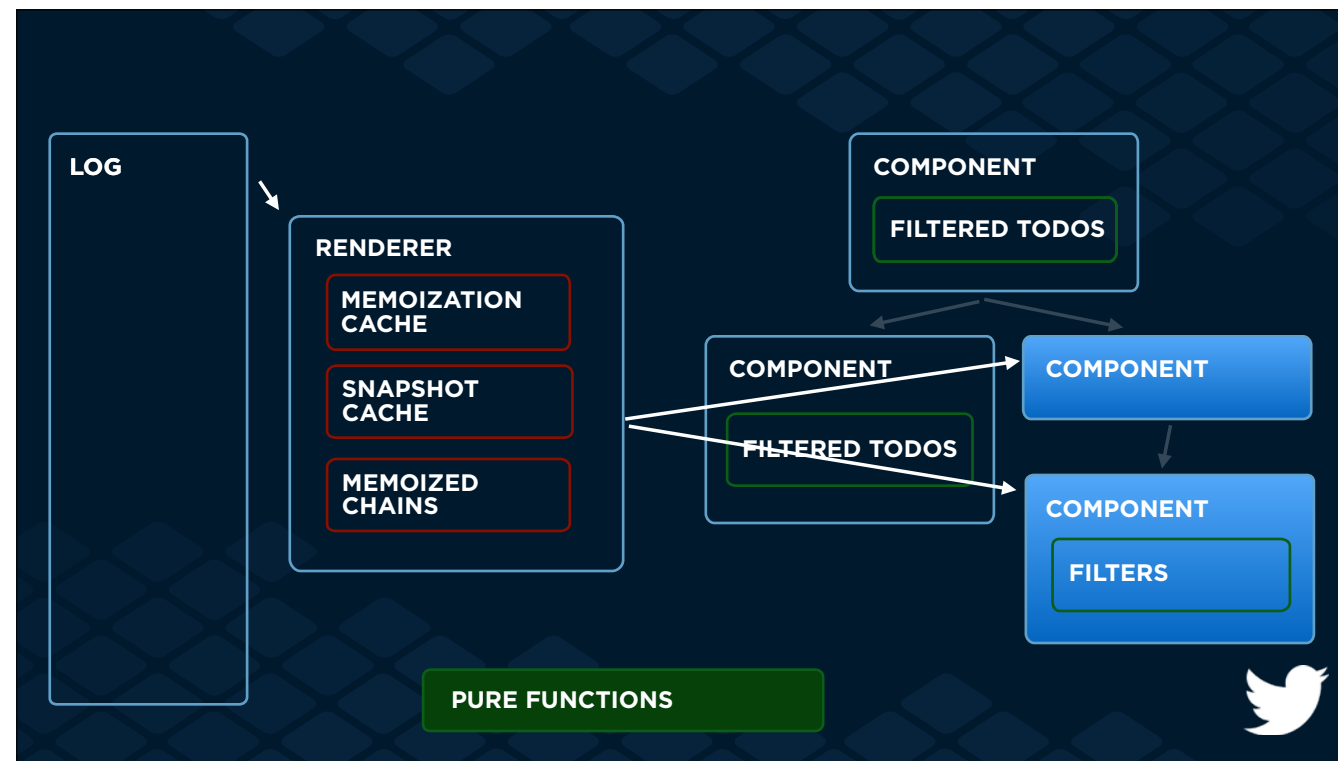 LOG
RENDERER
MEMOIZATION
CACHE
SNAPSHOT
CACHE
MEMOIZED
CHAINS
COMPONENT
FILTERED TODOS
COMPONENT
FILTERED TODOS
COMPONENT
COMPONENT
FILTERS
PURE FUNCTIONS